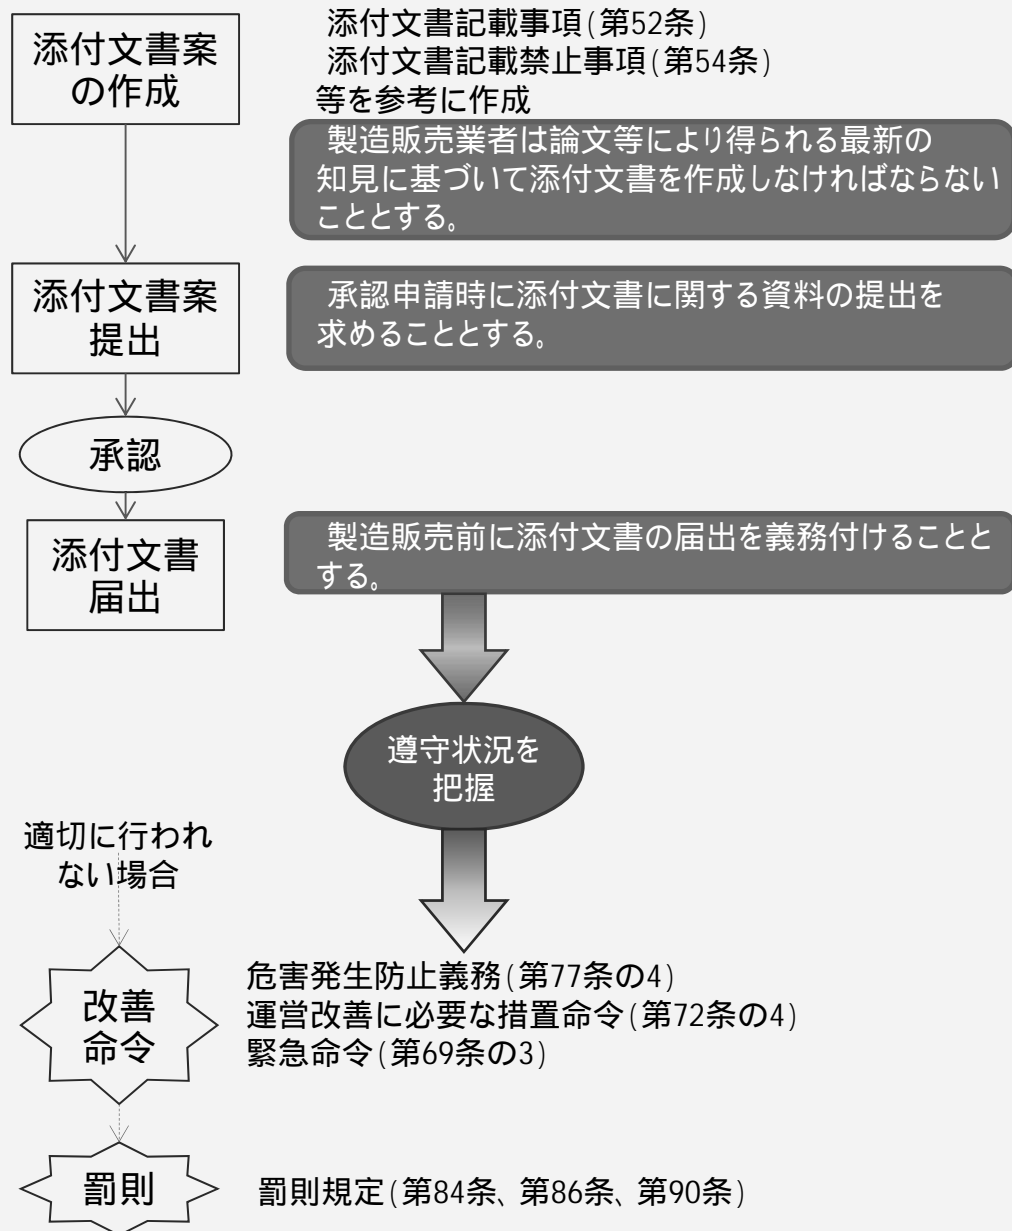 添付文書案
の作成
添付文書記載事項(第52条)
添付文書記載禁止事項(第54条)
等を参考に作成
製造販売業者は論文等により得られる最新の
知見に基づいて添付文書を作成しなければならない
こととする。
添付文書案
提出
承認申請時に添付文書に関する資料の提出を
求めることとする。
承認
添付文書
届出
製造販売前に添付文書の届出を義務付けることと
する。
遵守状況を
把握
適切に行われ
ない場合
改善
命令
危害発生防止義務(第77条の4)
運営改善に必要な措置命令(第72条の4)
緊急命令(第69条の3)
罰則
罰則規定(第84条、第86条、第90条)